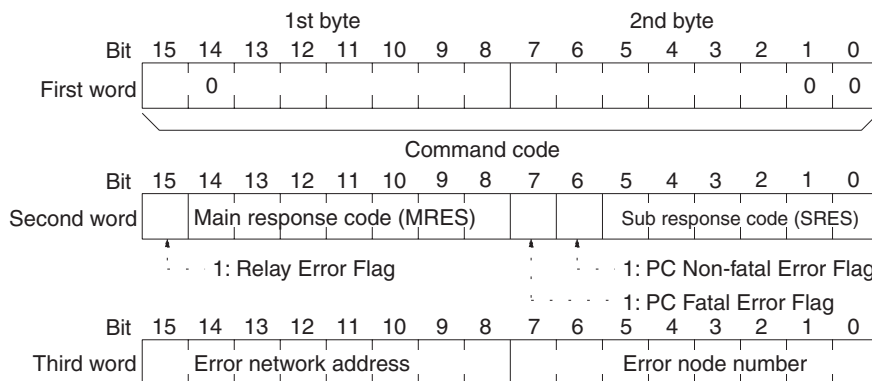 1st byte 2nd byte
Bit 15 14 13 12 11 10 9 8 7 6 5 4 3 2 1 0
First word 0 0 0
Command code
Bit 15 14 13 12 11 10 9 8 7 6 5 4 3 2 1 0
Second word Main response code (MRES) Sub response code (SRES)
1: Relay Error Flag 1: PC Non-fatal Error Flag
1: PC Fatal Error Flag
Bit 15 14 13 12 11 10 9 8 7 6 5 4 3 2 1 0
Third word Error network address Error node number